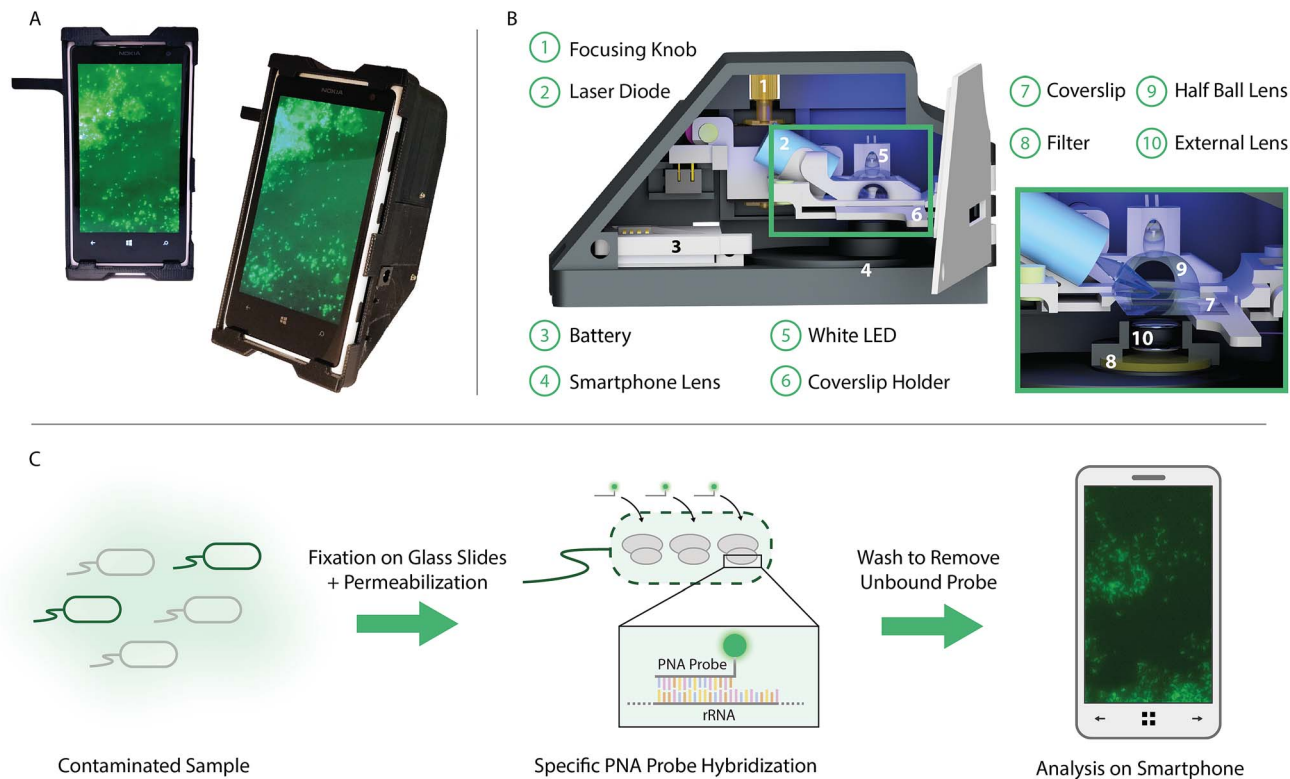 A
NOKIA
NOKIA
B
1 Focusing Knob
2 Laser Diode
1
2
5
6
3
4
3 Battery
4 Smartphone Lens
5 White LED
6 Coverslip Holder
7 Coverslip
8 Filter
9 Half Ball Lens
10 External Lens
9
7
10
8
C
Contaminated Sample
Fixation on Glass Slides
+ Permeabilization
PNA Probe
rRNA
Specific PNA Probe Hybridization
Wash to Remove
Unbound Probe
Analysis on Smartphone